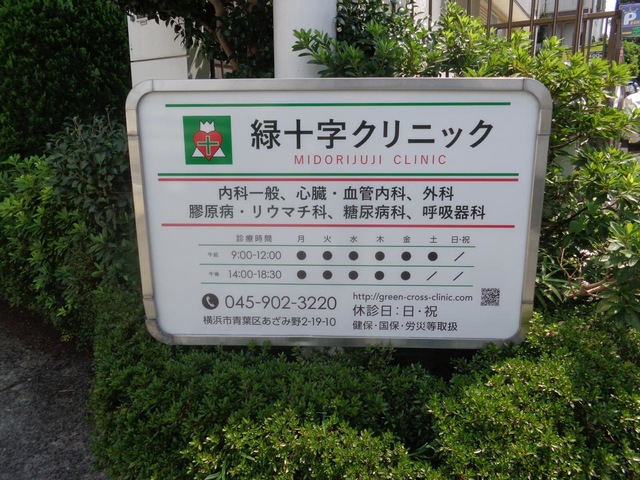 緑十字クリニック
MIDORIJUJI CLINIC
内科一般、心臓・血管内科、外科
膠原病・リウマチ科、糖尿病科、呼吸器科
診療時間 月 火 水 木 金 土 日・祝
午前 9:00-12:00 ● ● ● ● ● ● ／
午後 14:00-18:30 ● ● ● ● ● ／ ／
045-902-3220
横浜市青葉区あざみ野2-19-10
http://green-cross-clinic.com
休診日：日・祝
健保・国保・労災等取扱
P